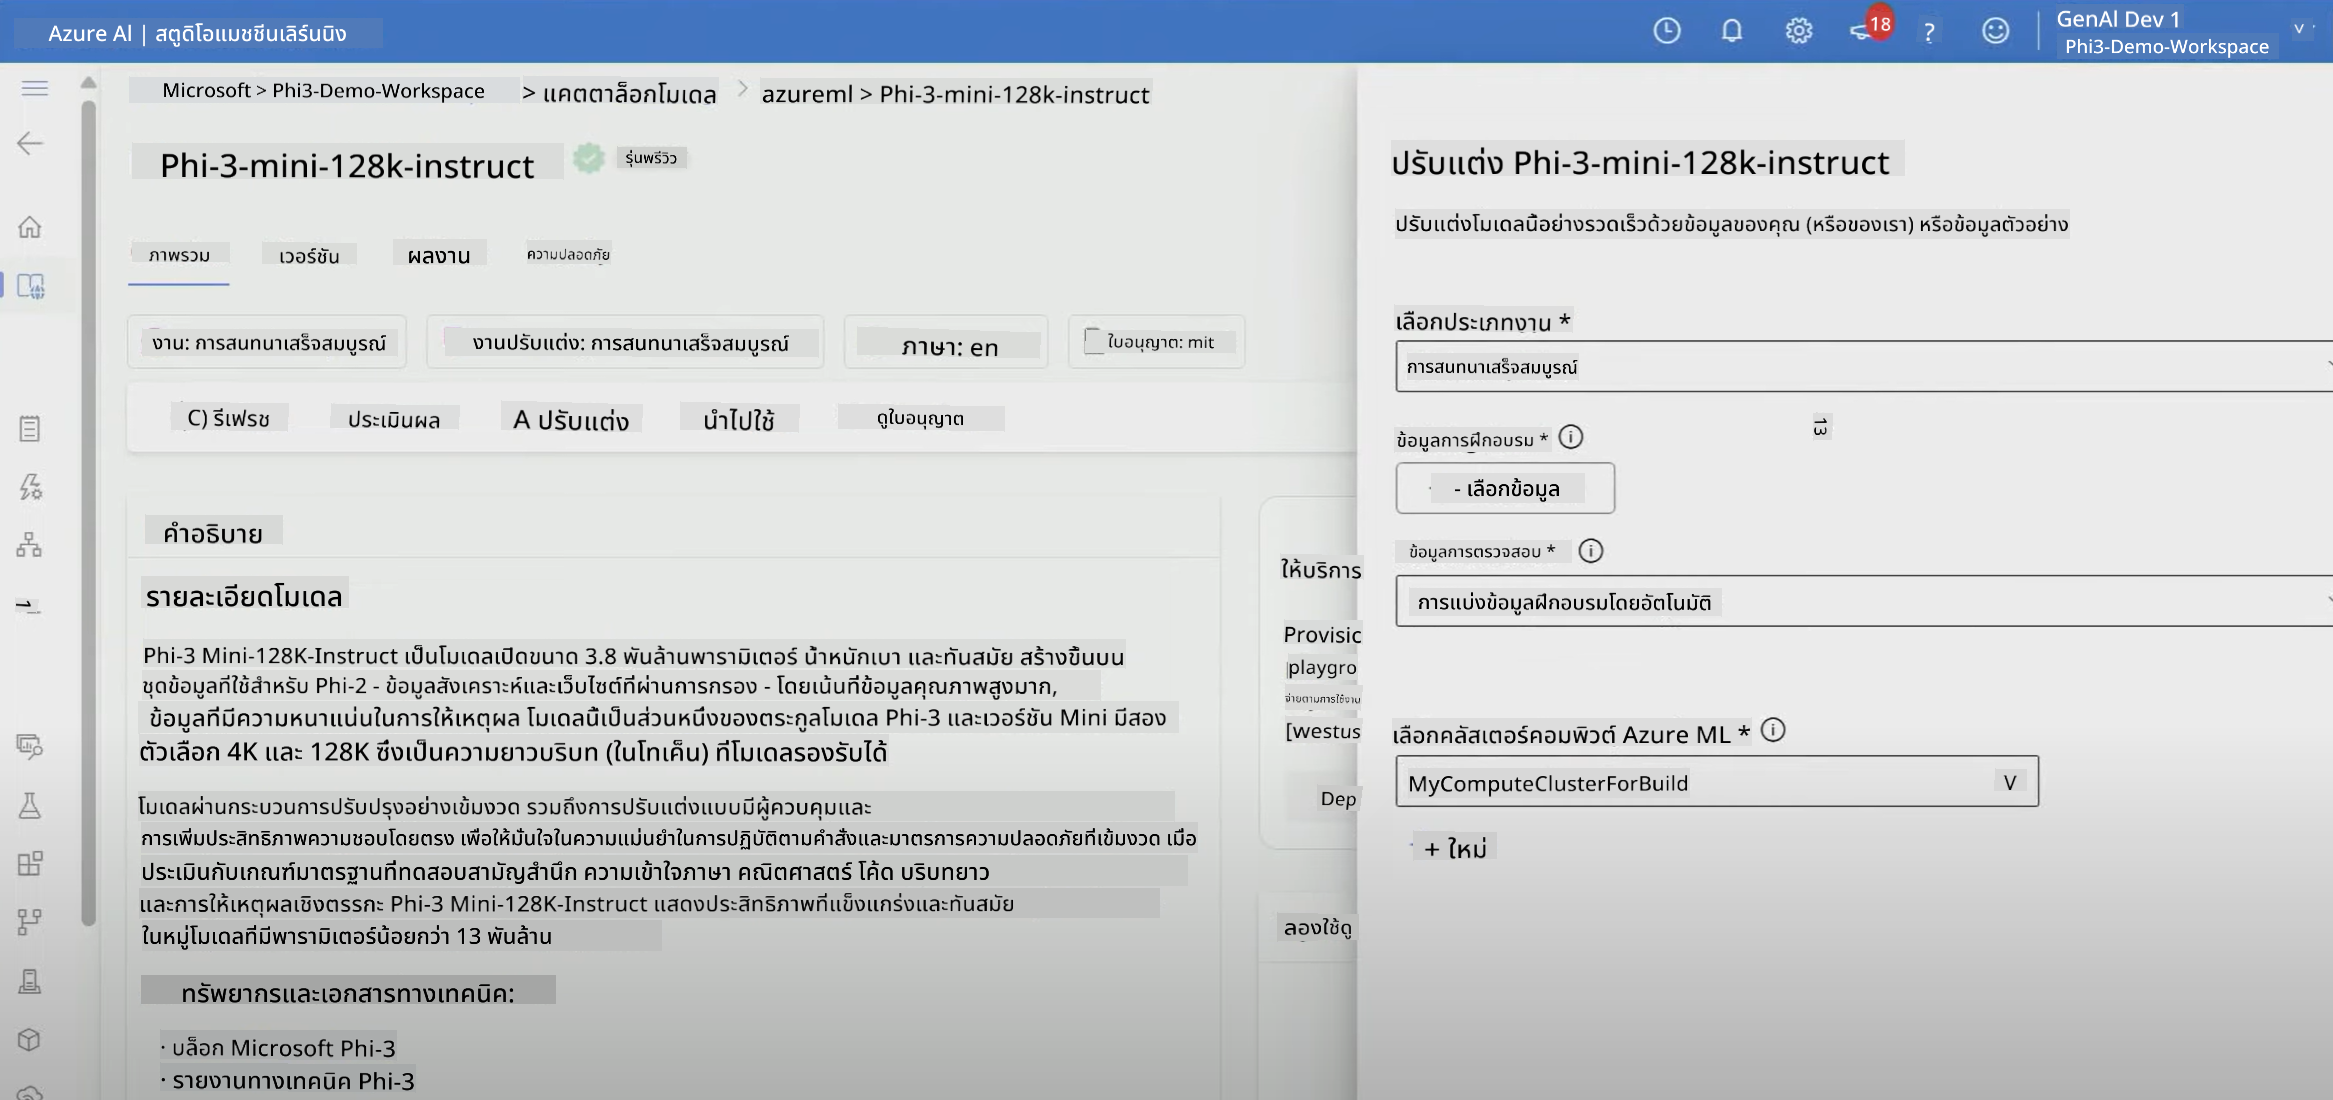 Azure AI | สตูดิโอแมชชีนเลิร์นนิง
18
?
GenAI Dev 1
Phi3-Demo-Workspace
Microsoft > Phi3-Demo-Workspace > แคตตาล็อกโมเดล > azureml > Phi-3-mini-128k-instruct
Phi-3-mini-128k-instruct
รุ่นพรีวิว
ภาพรวม
เวอร์ชัน
ผลงาน
ความปลอดภัย
งาน: การสนทนาเสร็จสมบูรณ์
งานปรับแต่ง: การสนทนาเสร็จสมบูรณ์
ภาษา: en
ใบอนุญาต: mit
C) รีเฟรช
ประเมินผล
A ปรับแต่ง
นำไปใช้
ดูใบอนุญาต
คำอธิบาย
รายละเอียดโมเดล
Phi-3 Mini-128K-Instruct เป็นโมเดลเปิดขนาด 3.8 พันล้านพารามิเตอร์ น้ำหนักเบา และทันสมัย สร้างขึ้นบน
ชุดข้อมูลที่ใช้สำหรับ Phi-2 - ข้อมูลสังเคราะห์และเว็บไซต์ที่ผ่านการกรอง - โดยเน้นที่ข้อมูลคุณภาพสูงมาก,
ข้อมูลที่มีความหนาแน่นในการให้เหตุผล โมเดลนี้เป็นส่วนหนึ่งของตระกูลโมเดล Phi-3 และเวอร์ชัน Mini มีสอง
ตัวเลือก 4K และ 128K ซึ่งเป็นความยาวบริบท (ในโทเค็น) ที่โมเดลรองรับได้
โมเดลผ่านกระบวนการปรับปรุงอย่างเข้มงวด รวมถึงการปรับแต่งแบบมีผู้ควบคุมและ
การเพิ่มประสิทธิภาพความชอบโดยตรง เพื่อให้มั่นใจในความแม่นยำในการปฏิบัติตามคำสั่งและมาตรการความปลอดภัยที่เข้มงวด เมื่อ
ประเมินกับเกณฑ์มาตรฐานที่ทดสอบสามัญสำนึก ความเข้าใจภาษา คณิตศาสตร์ โค้ด บริบทยาว
และการให้เหตุผลเชิงตรรกะ Phi-3 Mini-128K-Instruct แสดงประสิทธิภาพที่แข็งแกร่งและทันสมัย
ในหมู่โมเดลที่มีพารามิเตอร์น้อยกว่า 13 พันล้าน
ทรัพยากรและเอกสารทางเทคนิค:
· บล็อก Microsoft Phi-3
· รายงานทางเทคนิค Phi-3
ให้บริการ
Provisic
playgro
จ่ายตามการใช้งาน
[westus
Dep
ลองใช้ดู
ปรับแต่ง Phi-3-mini-128k-instruct
ปรับแต่งโมเดลนี้อย่างรวดเร็วด้วยข้อมูลของคุณ (หรือของเรา) หรือข้อมูลตัวอย่าง
เลือกประเภทงาน *
การสนทนาเสร็จสมบูรณ์
13
ข้อมูลการฝึกอบรม *
- เลือกข้อมูล
ข้อมูลการตรวจสอบ *
การแบ่งข้อมูลฝึกอบรมโดยอัตโนมัติ
เลือกคลัสเตอร์คอมพิวต์ Azure ML *
MyComputeClusterForBuild
V
+ ใหม่